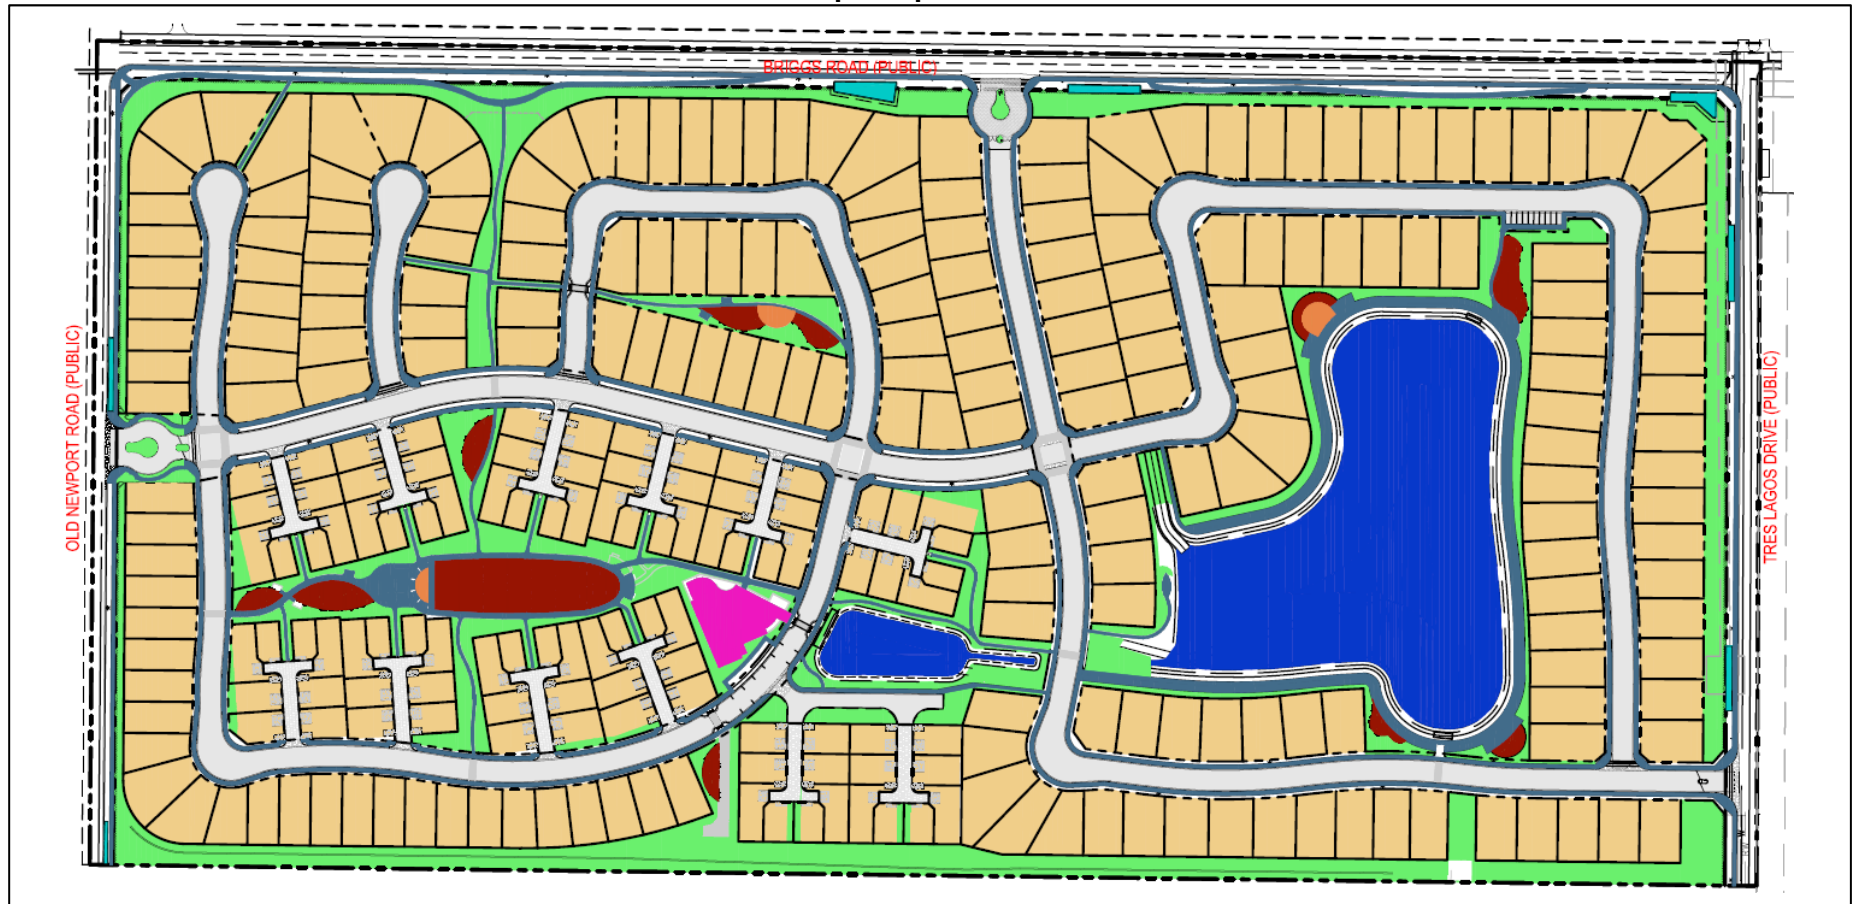 BRIGGS ROAD (PUBLIC)
OLD NEWPORT ROAD (PUBLIC)
TRES LAGOS DRIVE (PUBLIC)